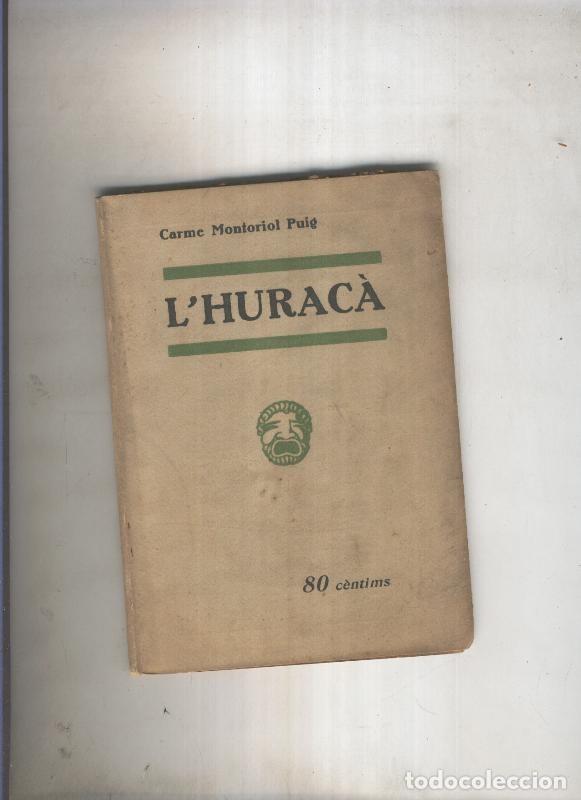 Carme Montoriol Puig
L'HURACÀ
80 cèntims
todocoleccion